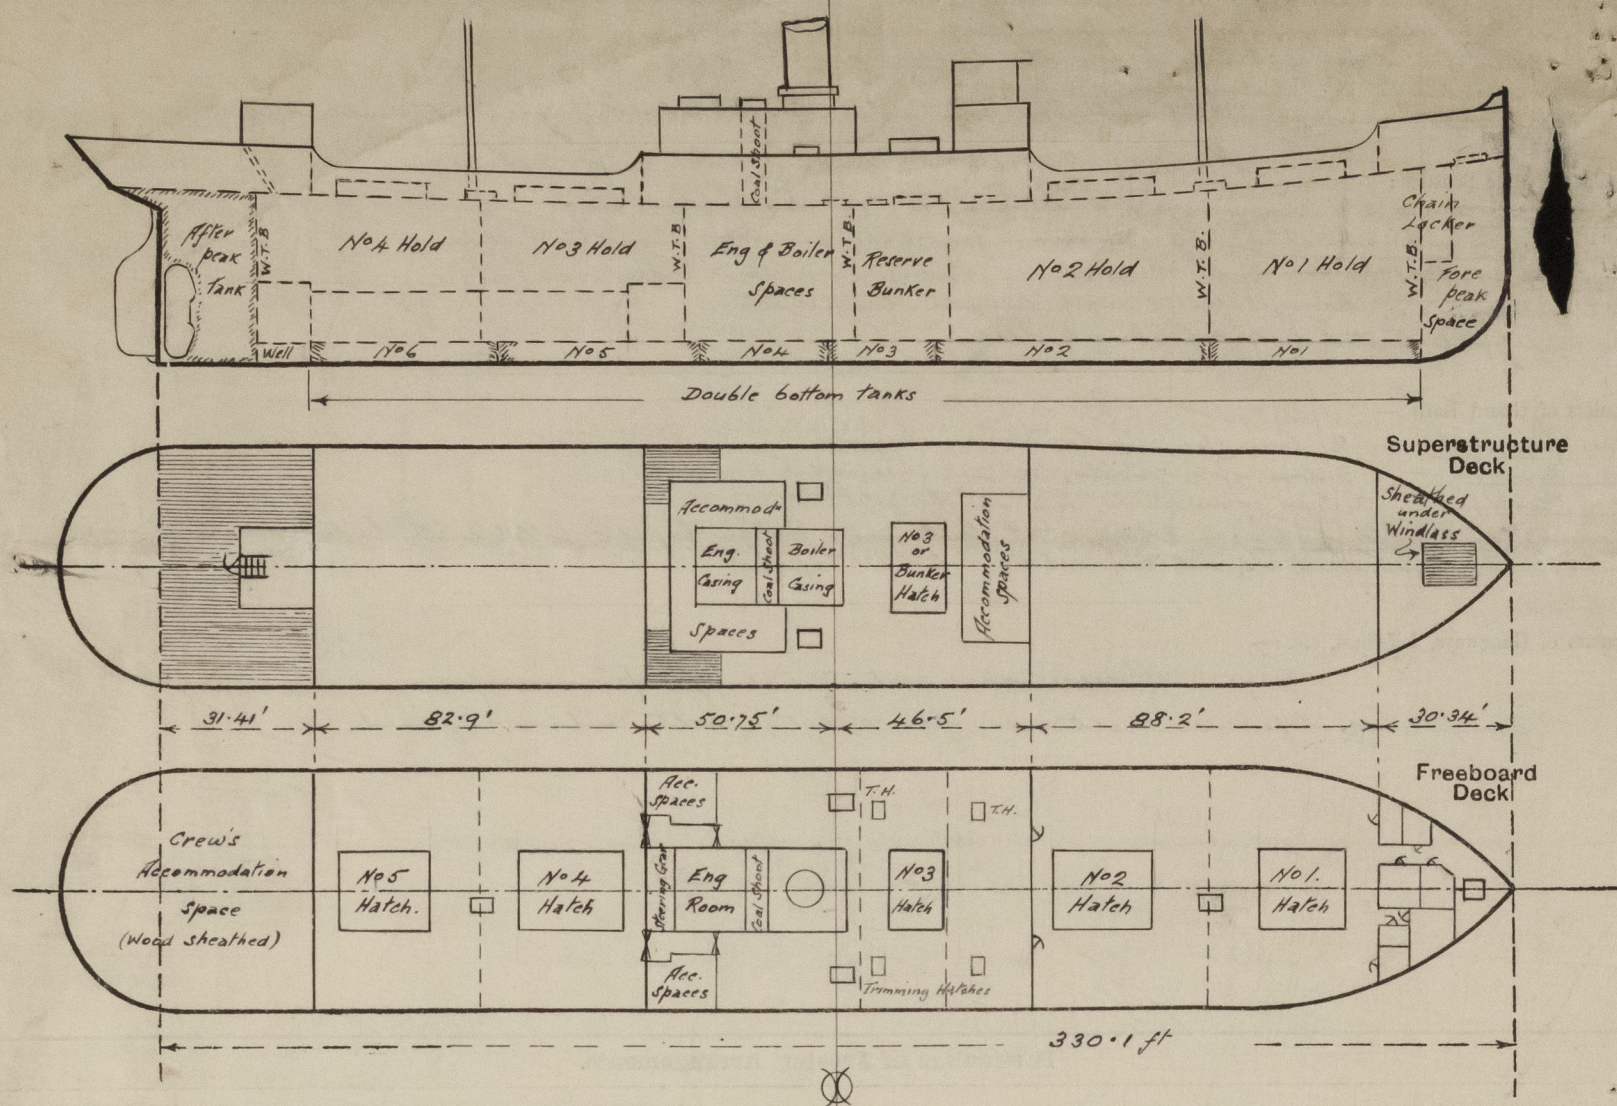 Coal Shoot
After
peak
Tank
W.T.B.
No 4 Hold
No 3 Hold
W.T.B.
Eng & Boiler
Spaces
W.T.B.
Reserve
Bunker
No 2 Hold
W.T.B.
No 1 Hold
W.T.B.
Chain
Locker
Fore
peak
Space
Well
No 6
No 5
No 4
No 3
No 2
No 1
Double bottom tanks
Superstructure
Deck
Sheathed
under
Windlass
Accommodn
Eng.
Casing
Coal Shoot
Boiler
Casing
Spaces
No 3
or
Bunker
Hatch
Accommodation
Spaces
31.41'
82.9'
50.75'
46.5'
88.2'
30.34'
Freeboard
Deck
Crew's
Accommodation
Space
(Wood sheathed)
No 5
Hatch.
No 4
Hatch
Acc.
spaces
Steering Gear
Eng
Room
Coal Shoot
Acc.
spaces
T.H.
T.H.
No 3
Hatch
Trimming Hatches
No 2
Hatch
No 1.
Hatch
330.1 ft